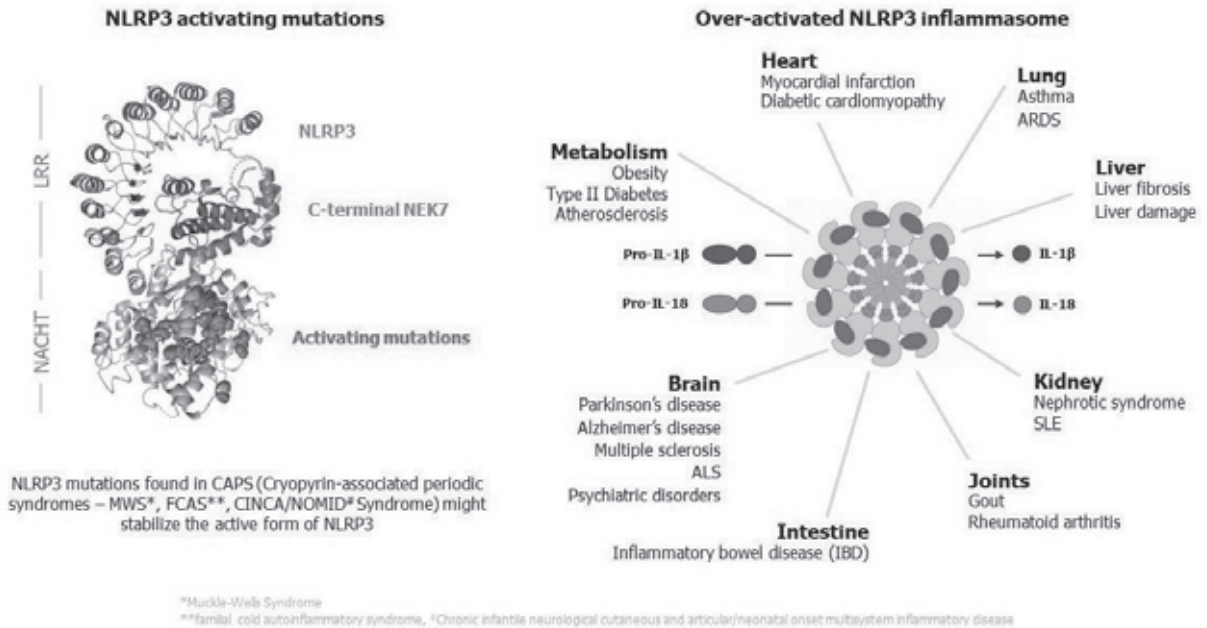 NLRP3 activating mutations
LRR
NACHT
NLRP3
C-terminal NEK7
Activating mutations
NLRP3 mutations found in CAPS (Cryopyrin-associated periodic
syndromes – MWS*, FCAS**, CINCA/NOMID# Syndrome) might
stabilize the active form of NLRP3
Over-activated NLRP3 inflammasome
Heart
Myocardial infarction
Diabetic cardiomyopathy
Lung
Asthma
ARDS
Metabolism
Obesity
Type II Diabetes
Atherosclerosis
Liver
Liver fibrosis
Liver damage
Pro-IL-1β
IL-1β
Pro-IL-18
IL-18
Brain
Parkinson's disease
Alzheimer's disease
Multiple sclerosis
ALS
Psychiatric disorders
Kidney
Nephrotic syndrome
SLE
Joints
Gout
Rheumatoid arthritis
Intestine
Inflammatory bowel disease (IBD)
*Muckle-Wells Syndrome
**familial cold autoinflammatory syndrome, #Chronic infantile neurological cutaneous and articular/neonatal onset multisystem inflammatory disease